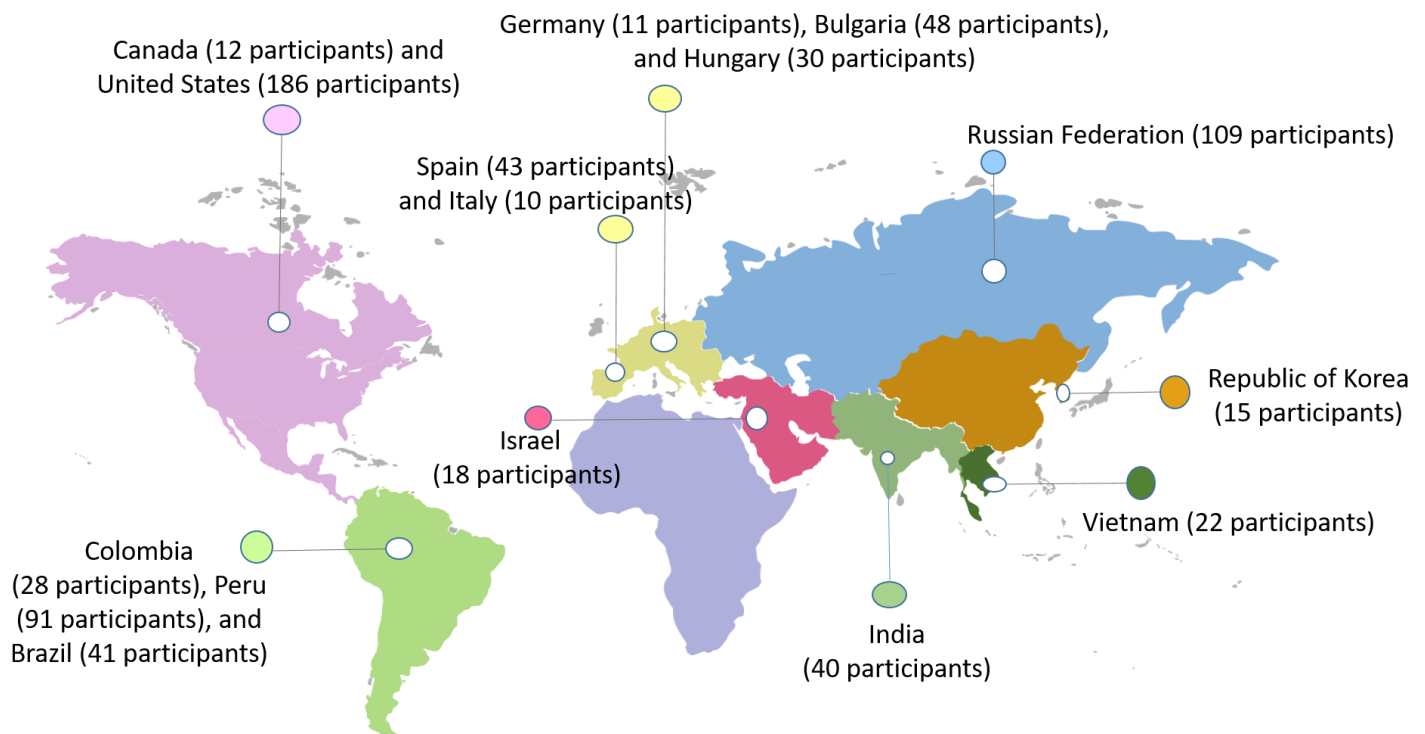 Canada (12 participants) and
United States (186 participants)
Germany (11 participants), Bulgaria (48 participants),
and Hungary (30 participants)
Spain (43 participants)
and Italy (10 participants)
Russian Federation (109 participants)
Republic of Korea
(15 participants)
Israel
(18 participants)
Vietnam (22 participants)
Colombia
(28 participants), Peru
(91 participants), and
Brazil (41 participants)
India
(40 participants)